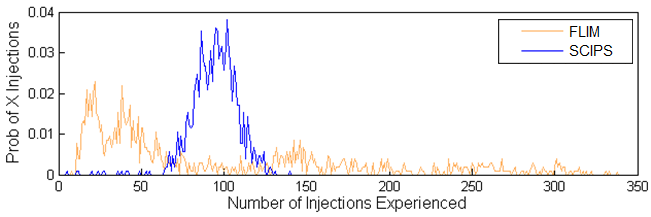 0.04
0.03
0.02
0.01
0
Prob of X Injections
FLIM
SCIPS
0 50 100 150 200 250 300 350
Number of Injections Experienced